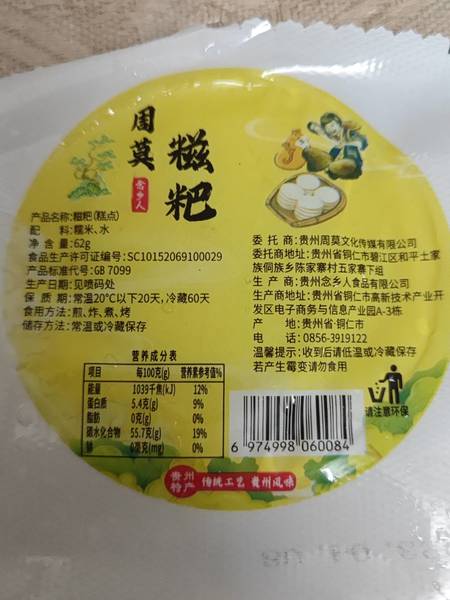 周莫
糍粑
念乡人
产品名称:糍粑(糕点)
配 料:糯米、水
净 含 量:62g
食品生产许可证编号:SC10152069100029
产品标准代号:GB 7099
生产日期:见喷码处
保 质 期:常温20°C以下20天,冷藏60天
食用方法:煎、炸、煮、烤
储存方法:常温或冷藏保存
营养成分表
项目 每100克(g) 营养素参考值%
能量 1039千焦(kJ) 12%
蛋白质 5.4克(g) 9%
脂肪 0克(g) 0%
碳水化合物 55.7克(g) 19%
钠 0毫克(mg) 0%
委 托 商:贵州周莫文化传媒有限公司
委托商地址:贵州省铜仁市碧江区和平土家
族侗族乡陈家寨村五家寨下组
生 产 商:贵州念乡人食品有限公司
生产商地址:贵州省铜仁市高新技术产业开
发区电子商务与信息产业园A-3栋
产 地:贵州省·铜仁市
电 话:0856-3919122
温馨提示:收到后请低温或冷藏保存
若产生霉变请勿食用
6 974998 060084
请注意环保
贵州
特产
传统工艺 贵州风味